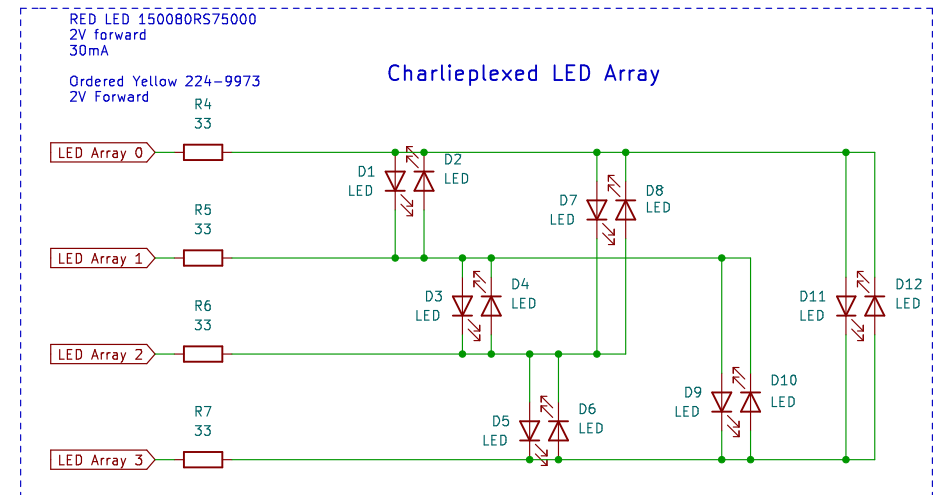 RED LED 150080RS75000
2V forward
30mA
Ordered Yellow 224-9973
2V Forward
Charlieplexed LED Array
R4
33
LED Array 0
D1
LED
D2
LED
D7
LED
D8
LED
R5
33
LED Array 1
D3
LED
D4
LED
D11
LED
D12
LED
R6
33
LED Array 2
D9
LED
D10
LED
R7
33
D5
LED
D6
LED
LED Array 3